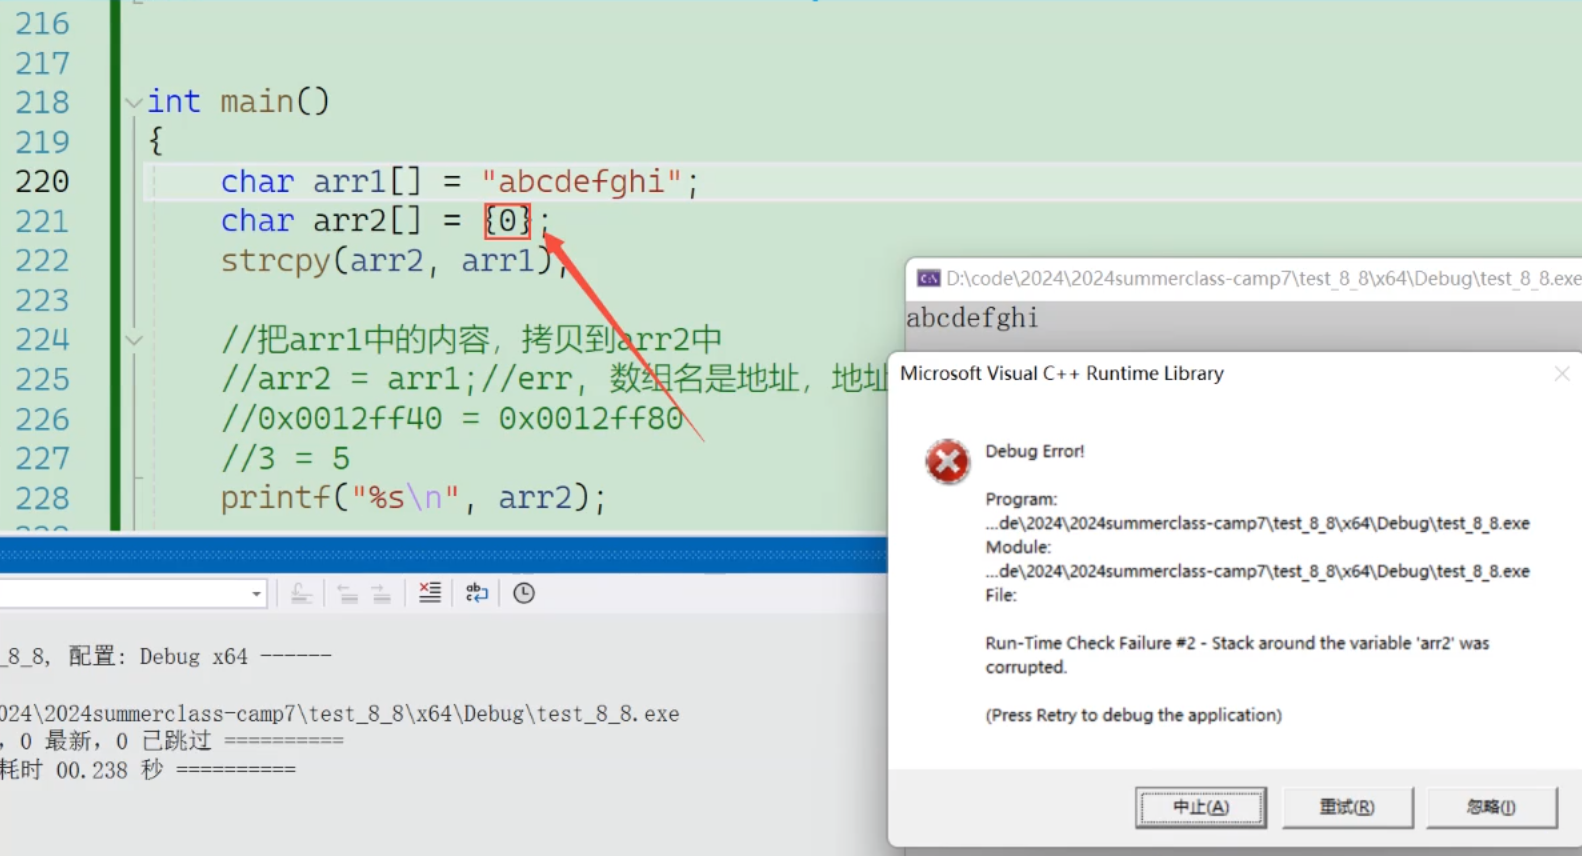 216
217
218 int main()
219 {
220 char arr1[] = "abcdefghi";
221 char arr2[] = {0};
222 strcpy(arr2, arr1);
223
224 //把arr1中的内容，拷贝到arr2中
225 //arr2 = arr1;//err，数组名是地址，地址
226 //0x0012ff40 = 0x0012ff80
227 //3 = 5
228 printf("%s\n", arr2);
D:\code\2024\2024summerclass-camp7\test_8_8\x64\Debug\test_8_8.exe
abcdefghi
Microsoft Visual C++ Runtime Library
Debug Error!
Program:
...de\2024\2024summerclass-camp7\test_8_8\x64\Debug\test_8_8.exe
Module:
...de\2024\2024summerclass-camp7\test_8_8\x64\Debug\test_8_8.exe
File:
Run-Time Check Failure #2 - Stack around the variable 'arr2' was
corrupted.
(Press Retry to debug the application)
中止(A) 重试(R) 忽略(I)
_8_8, 配置: Debug x64 ------
024\2024summerclass-camp7\test_8_8\x64\Debug\test_8_8.exe
，0 最新，0 已跳过 ==========
耗时 00.238 秒 ==========